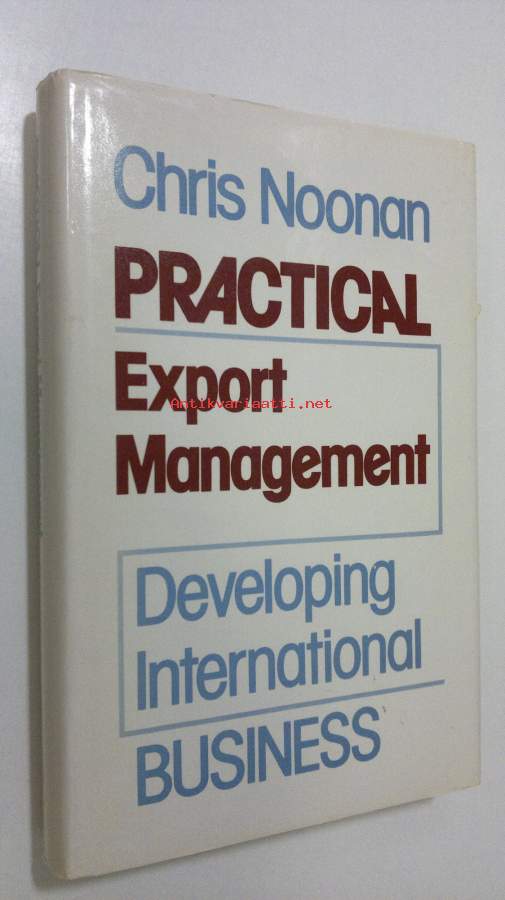 Chris Noonan
PRACTICAL
Export
Antikvariaatti.net
Management
Developing
International
BUSINESS